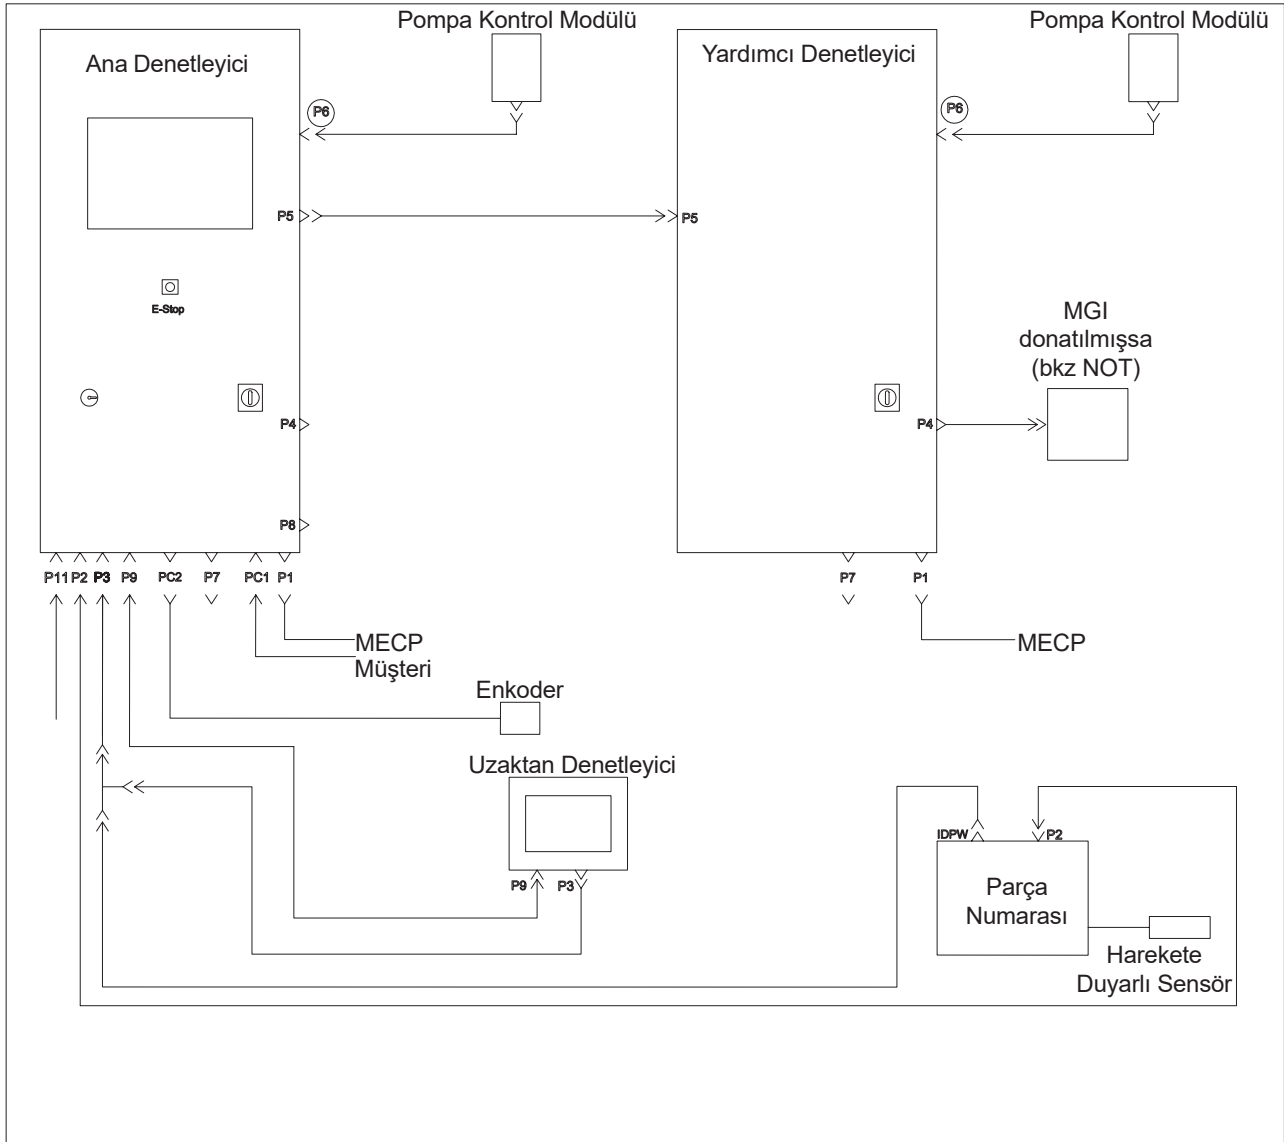 Pompa Kontrol Modülü
Pompa Kontrol Modülü
Ana Denetleyici
Yardımcı Denetleyici
P6
P6
P5
P5
E-Stop
MGI
donatılmışsa
(bkz NOT)
P4
P4
P8
P11
P2
P3
P9
PC2
P7
PC1
P1
P7
P1
MECP
Müşteri
MECP
Enkoder
Uzaktan Denetleyici
P9
P3
IDPW
P2
Parça
Numarası
Harekete
Duyarlı Sensör